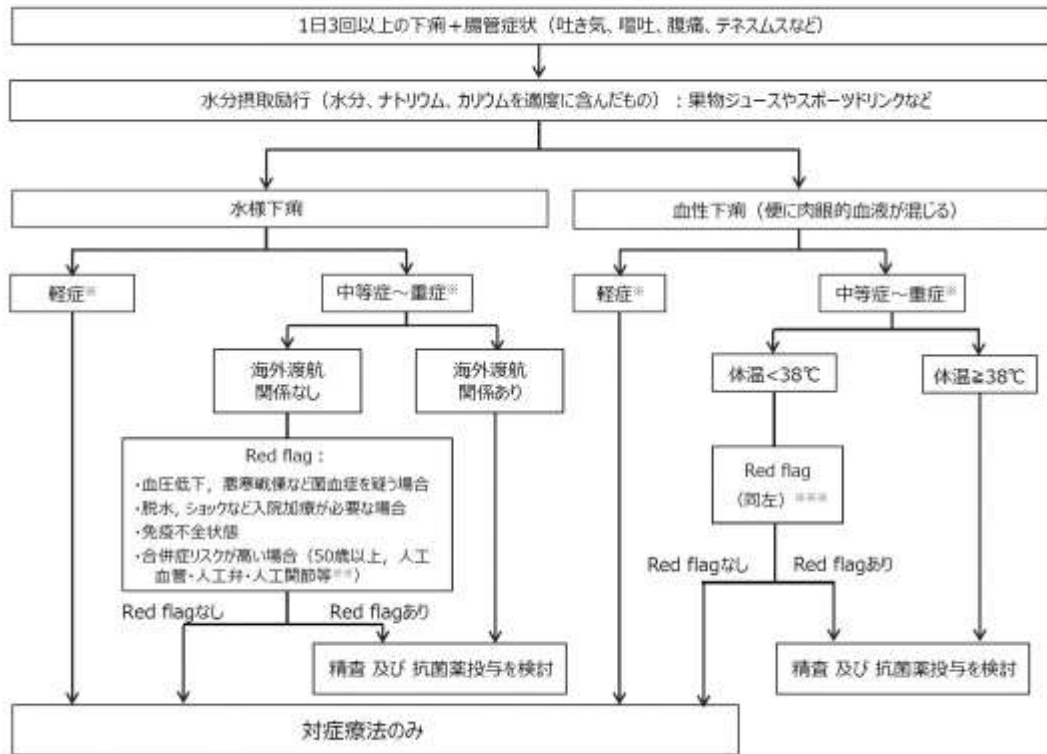 1日3回以上の下痢＋腸管症状（吐き気、嘔吐、腹痛、テネスムスなど）
水分摂取励行（水分、ナトリウム、カリウムを適度に含んだもの）：果物ジュースやスポーツドリンクなど
水様下痢
血性下痢（便に肉眼的血液が混じる）
軽症※
中等症～重症※
軽症※
中等症～重症※
海外渡航
関係なし
海外渡航
関係あり
体温<38℃
体温≧38℃
Red flag：
・血圧低下，悪寒戦慄など菌血症を疑う場合
・脱水，ショックなど入院加療が必要な場合
・免疫不全状態
・合併症リスクが高い場合（50歳以上，人工
血管・人工弁・人工関節等※※）
Red flag
（同左）※※※
Red flagなし
Red flagあり
Red flagなし
Red flagあり
精査 及び 抗菌薬投与を検討
精査 及び 抗菌薬投与を検討
対症療法のみ